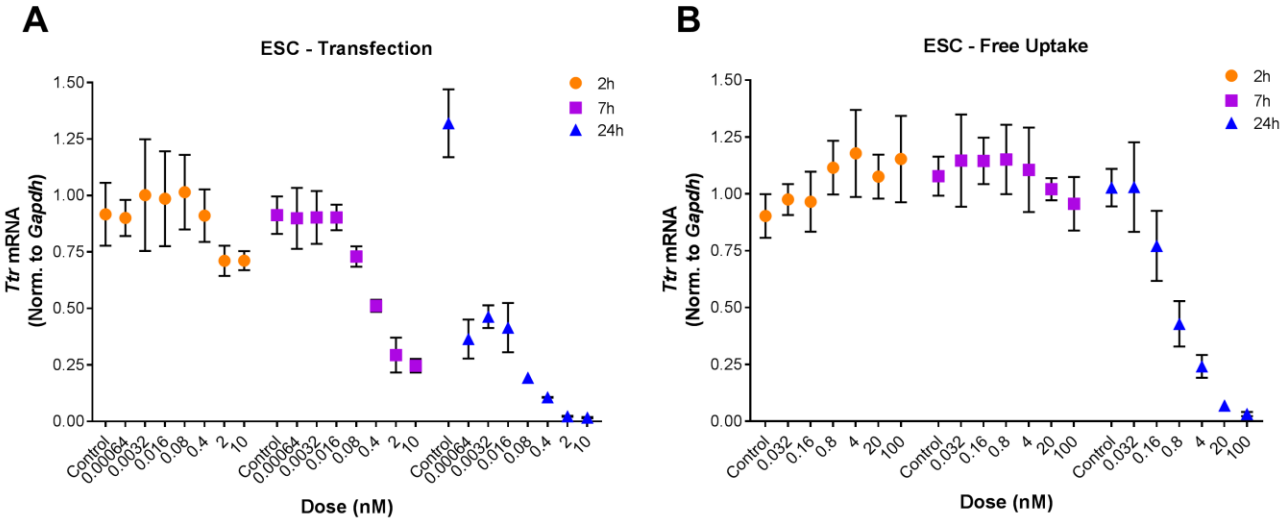 A
ESC - Transfection
Ttr mRNA
(Norm. to Gapdh)
1.50
1.25
1.00
0.75
0.50
0.25
0.00
2h
7h
24h
Control
0.00064
0.0032
0.016
0.08
0.4
2
10
Control
0.00064
0.0032
0.016
0.08
0.4
2
10
Control
0.00064
0.0032
0.016
0.08
0.4
2
10
Dose (nM)
B
ESC - Free Uptake
Ttr mRNA
(Norm. to Gapdh)
1.50
1.25
1.00
0.75
0.50
0.25
0.00
2h
7h
24h
Control
0.032
0.16
0.8
4
20
100
Control
0.032
0.16
0.8
4
20
100
Control
0.032
0.16
0.8
4
20
100
Dose (nM)